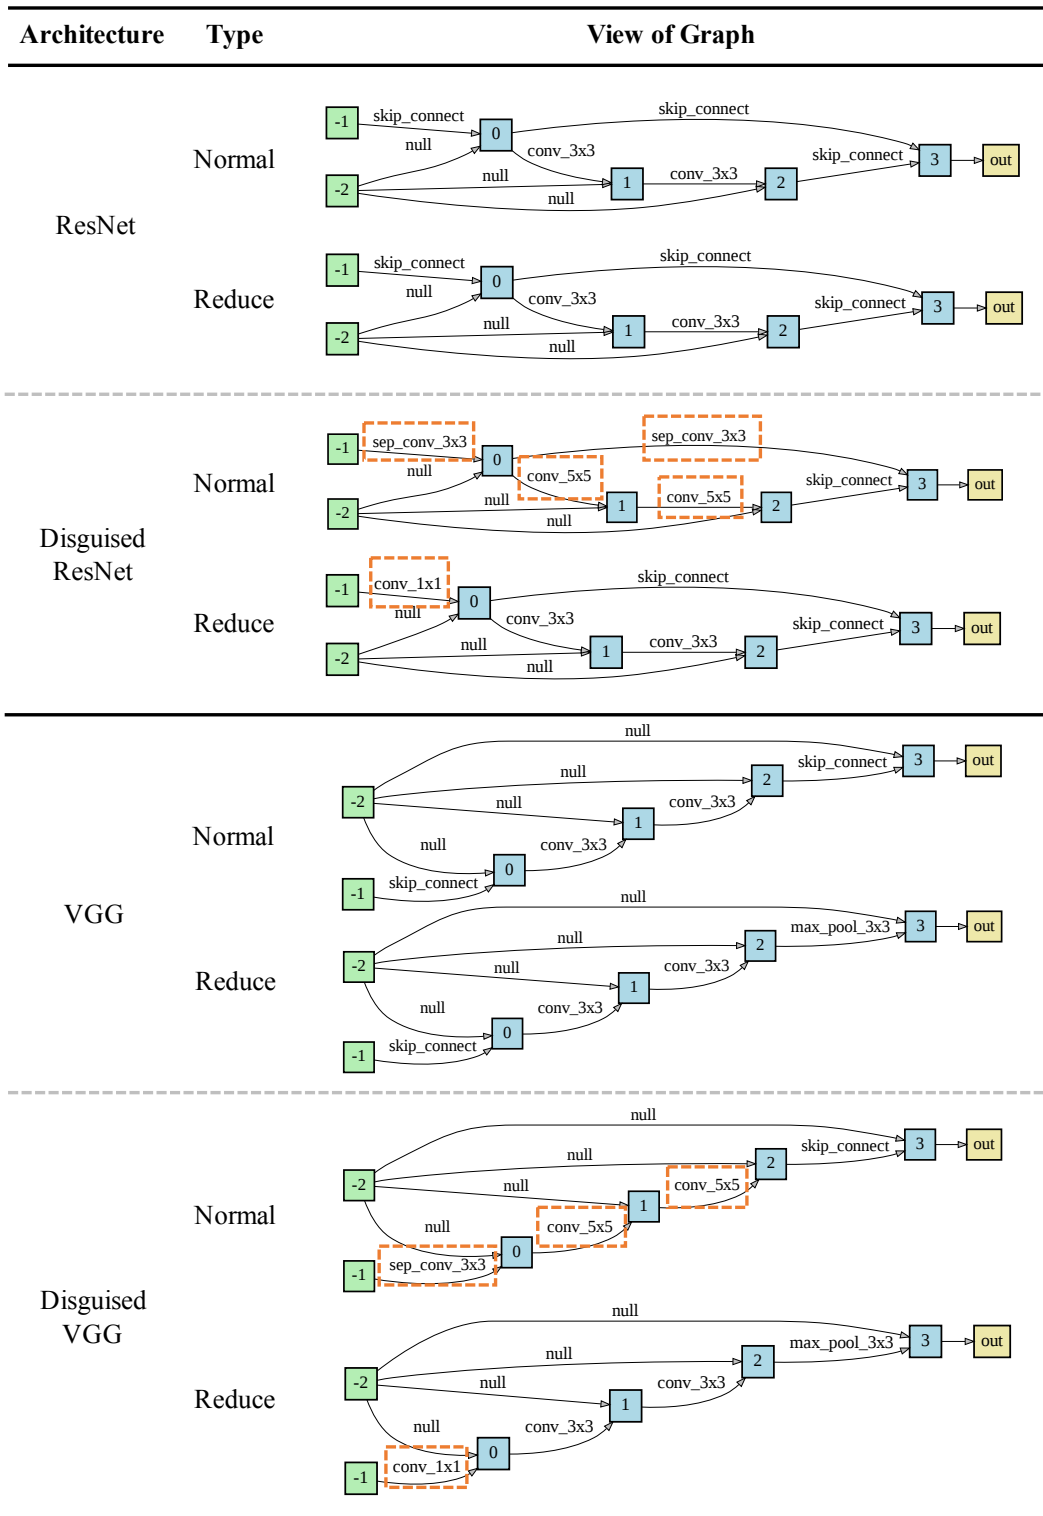 Architecture Type View of Graph
ResNet
Normal
-1 skip_connect 0 skip_connect
null conv_3x3 skip_connect 3 out
-2 null 1 conv_3x3 2
null
Reduce
-1 skip_connect 0 skip_connect
null conv_3x3 skip_connect 3 out
-2 null 1 conv_3x3 2
null
Disguised
ResNet
Normal
-1 sep_conv_3x3 0 sep_conv_3x3
null conv_5x5 skip_connect 3 out
-2 null 1 conv_5x5 2
null
Reduce
-1 conv_1x1 0 skip_connect
null conv_3x3 skip_connect 3 out
-2 null 1 conv_3x3 2
null
VGG
Normal
null
null 2 skip_connect 3 out
-2 null 1 conv_3x3
null 0 conv_3x3
-1 skip_connect
Reduce
null
null 2 max_pool_3x3 3 out
-2 null 1 conv_3x3
null 0 conv_3x3
-1 skip_connect
Disguised
VGG
Normal
null
null 2 skip_connect 3 out
-2 null 1 conv_5x5
null 0 conv_5x5
-1 sep_conv_3x3
Reduce
null
null 2 max_pool_3x3 3 out
-2 null 1 conv_3x3
null 0 conv_3x3
-1 conv_1x1